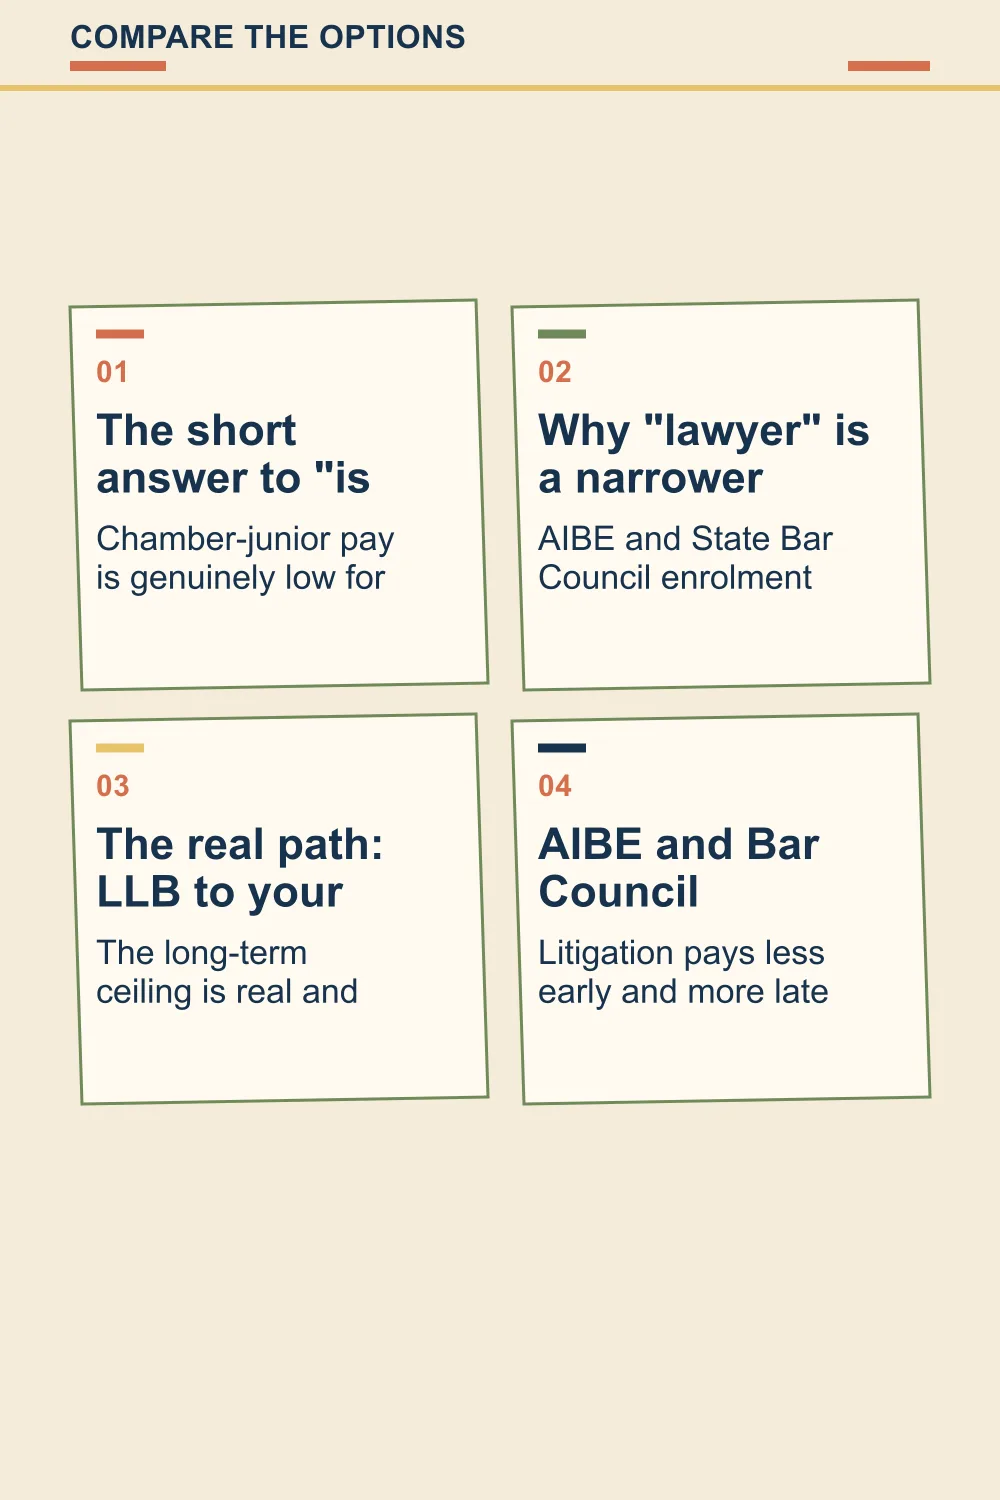 COMPARE THE OPTIONS
01
The short
answer to "is
Chamber-junior pay
is genuinely low for
02
Why "lawyer" is
a narrower
AIBE and State Bar
Council enrolment
03
The real path:
LLB to your
The long-term
ceiling is real and
04
AIBE and Bar
Council
Litigation pays less
early and more late